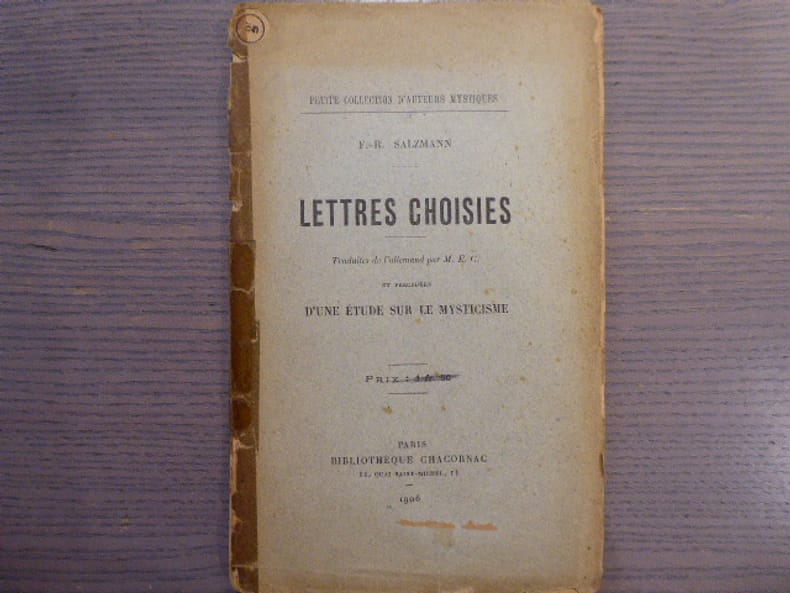 PETITE COLLECTION D'AUTEURS MYSTIQUES
F.-R. SALZMANN
LETTRES CHOISIES
Traduites de l'allemand par M. E. C.
ET PRÉCÉDÉES
D'UNE ÉTUDE SUR LE MYSTICISME
PRIX :
PARIS
BIBLIOTHÈQUE CHACORNAC
11, QUAI SAINT-MICHEL, 11
1906